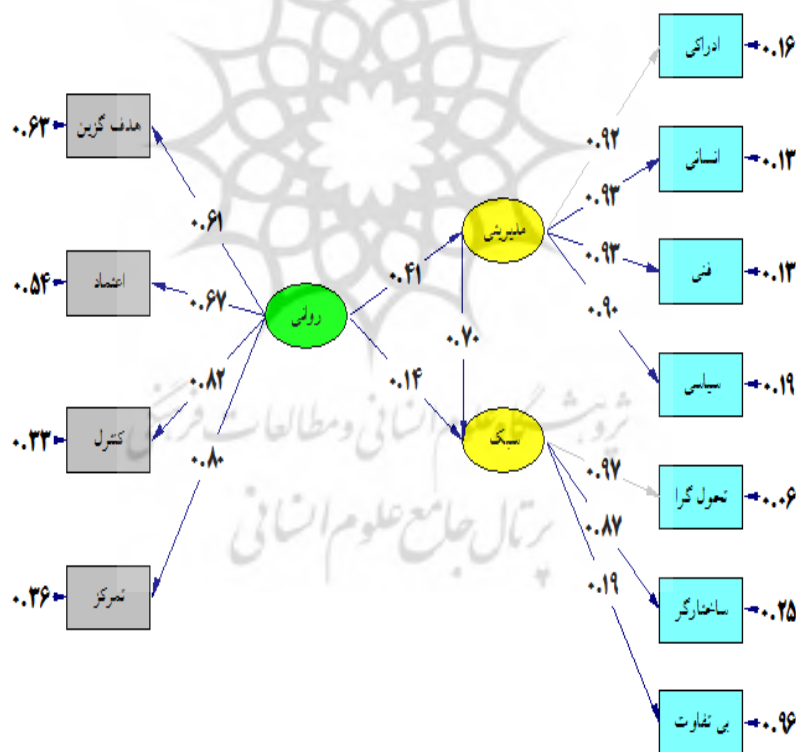 ادراکی
۰.۱۶
هدف گزین
۰.۶۳
۰.۹۲
انسانی
۰.۱۳
۰.۹۳
۰.۶۱
مدیریتی
۰.۹۳
فنی
۰.۱۳
اعتماد
۰.۵۴
۰.۶۷
۰.۴۱
روانی
۰.۹۰
۰.۷۰
سیاسی
۰.۱۹
۰.۸۲
۰.۱۴
کنترل
۰.۳۳
سبک
۰.۹۷
تحول گرا
۰.۰۶
۰.۸۰
پژوهشگاه علوم انسانی و مطالعات فرهنگی
پرتال جامع علوم انسانی
۰.۸۷
۰.۱۹
تمرکز
۰.۳۶
ساختارگر
۰.۲۵
بی تفاوت
۰.۹۶